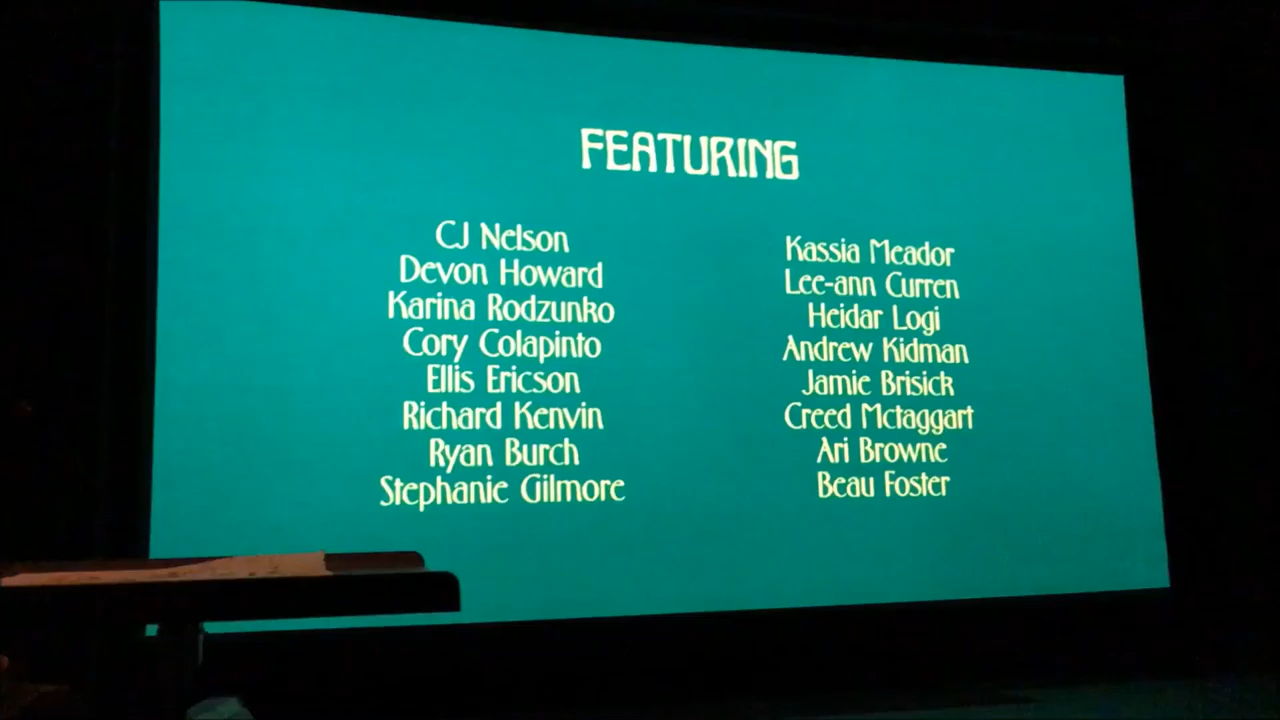 FEATURING
CJ Nelson
Devon Howard
Karina Rodzunko
Cory Colapinto
Ellis Ericson
Richard Kenvin
Ryan Burch
Stephanie Gilmore
Kassia Meador
Lee-ann Curren
Heidar Logi
Andrew Kidman
Jamie Brisick
Creed Mctaggart
Ari Browne
Beau Foster